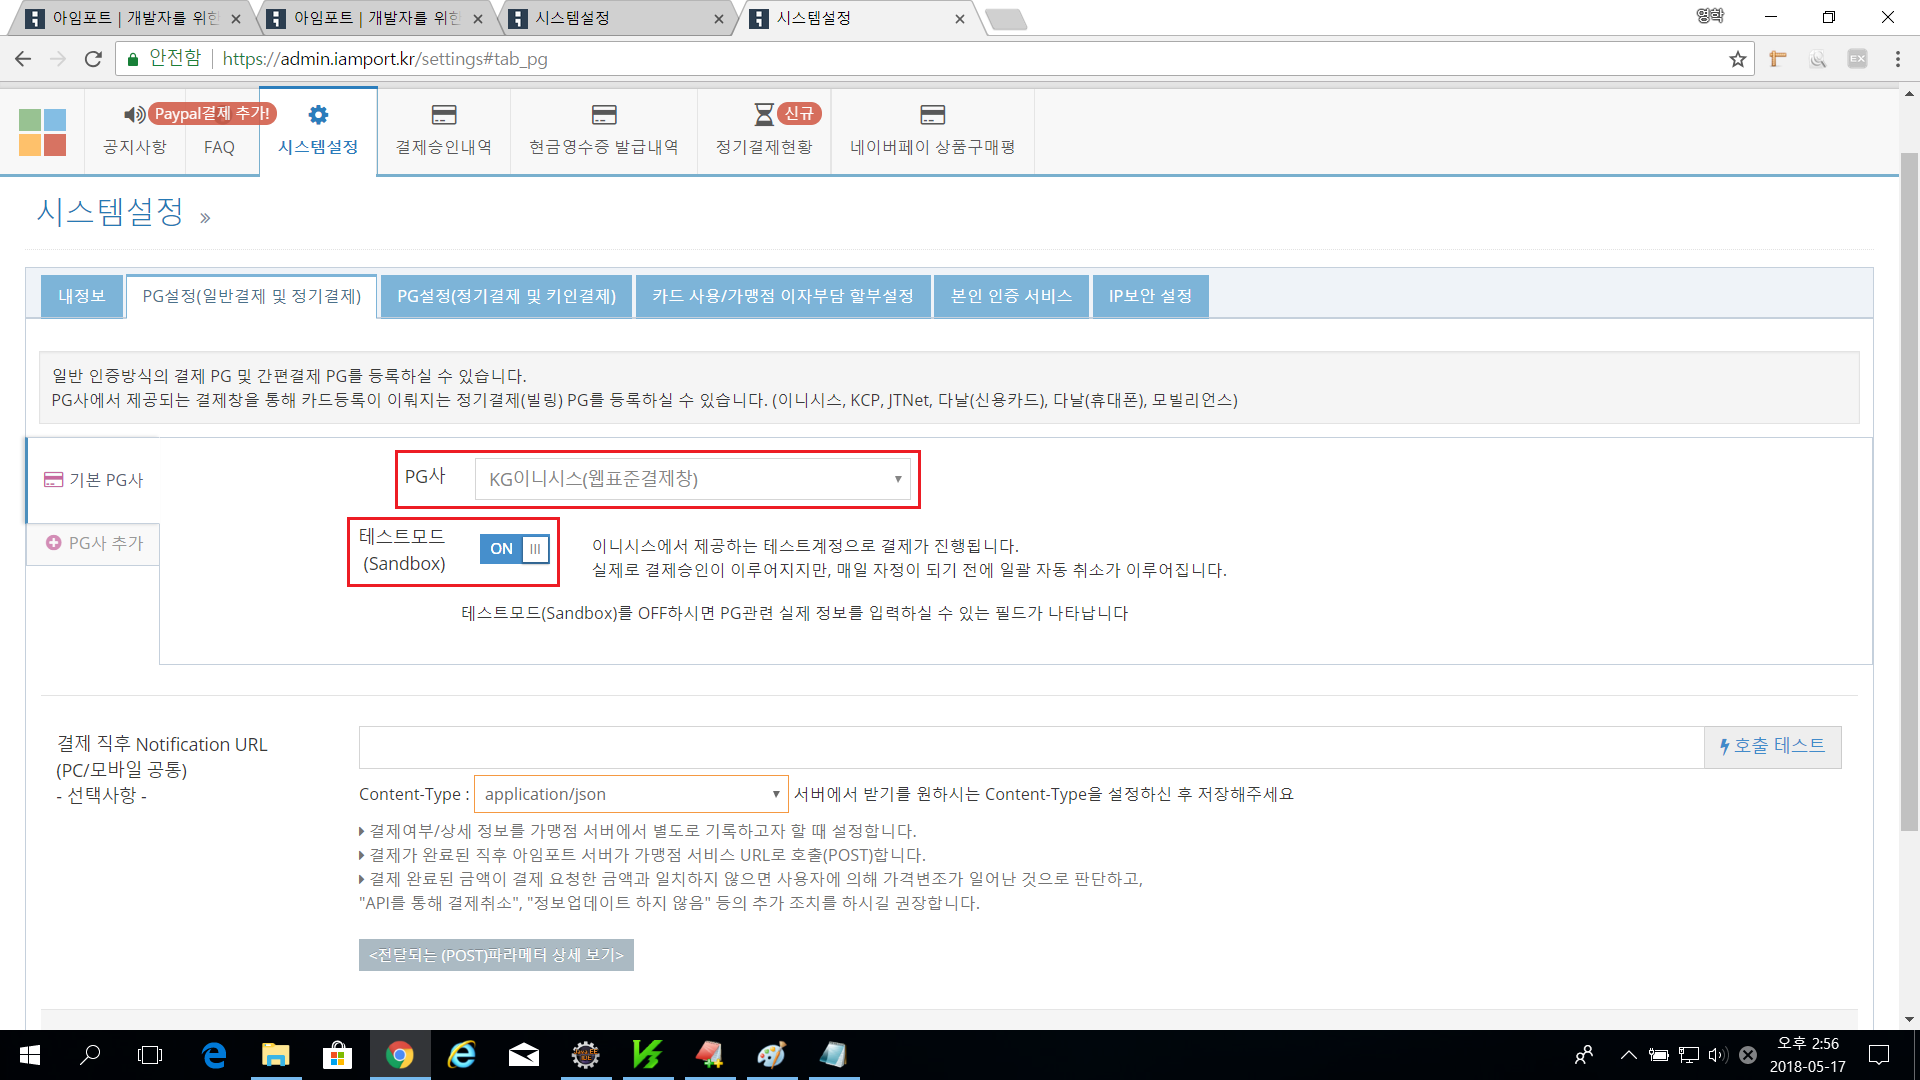 아임포트 | 개발자를 위한
아임포트 | 개발자를 위한
시스템설정
시스템설정
영학
안전함
https://admin.iamport.kr/settings#tab_pg
공지사항
Paypal결제 추가!
FAQ
시스템설정
결제승인내역
현금영수증 발급내역
신규
정기결제현황
네이버페이 상품구매평
시스템설정 »
내정보
PG설정(일반결제 및 정기결제)
PG설정(정기결제 및 키인결제)
카드 사용/가맹점 이자부담 할부설정
본인 인증 서비스
IP보안 설정
일반 인증방식의 결제 PG 및 간편결제 PG를 등록하실 수 있습니다.
PG사에서 제공되는 결제창을 통해 카드등록이 이뤄지는 정기결제(빌링) PG를 등록하실 수 있습니다. (이니시스, KCP, JTNet, 다날(신용카드), 다날(휴대폰), 모빌리언스)
기본 PG사
PG사 추가
PG사
KG이니시스(웹표준결제창)
테스트모드
(Sandbox)
ON
이니시스에서 제공하는 테스트계정으로 결제가 진행됩니다.
실제로 결제승인이 이루어지지만, 매일 자정이 되기 전에 일괄 자동 취소가 이루어집니다.
테스트모드(Sandbox)를 OFF하시면 PG관련 실제 정보를 입력하실 수 있는 필드가 나타납니다
결제 직후 Notification URL
(PC/모바일 공통)
- 선택사항 -
호출 테스트
Content-Type : application/json 서버에서 받기를 원하시는 Content-Type을 설정하신 후 저장해주세요
결제여부/상세 정보를 가맹점 서버에서 별도로 기록하고자 할 때 설정합니다.
결제가 완료된 직후 아임포트 서버가 가맹점 서비스 URL로 호출(POST)합니다.
결제 완료된 금액이 결제 요청한 금액과 일치하지 않으면 사용자에 의해 가격변조가 일어난 것으로 판단하고,
"API를 통해 결제취소", "정보업데이트 하지 않음" 등의 추가 조치를 하시길 권장합니다.
<전달되는 (POST)파라메터 상세 보기>
오후 2:56
2018-05-17